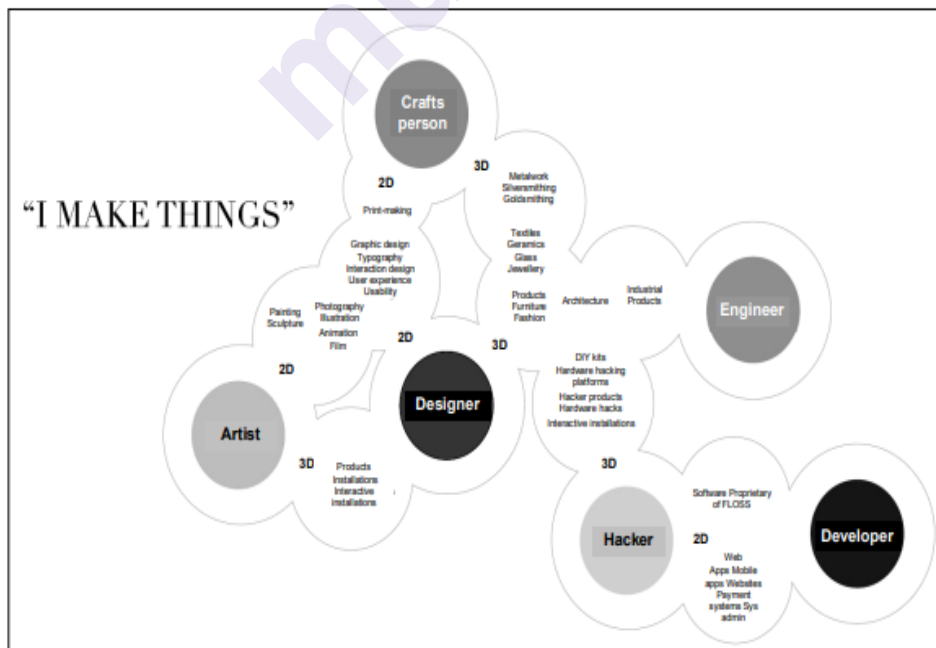 Crafts
person
2D
3D
Print-making
Metalwork
Silversmithing
Goldsmithing
"I MAKE THINGS"
Graphic design
Typography
Interaction design
User experience
Usability
Textiles
Geramics
Glass
Jewellery
Products
Furniture
Fashion
Architecture
Industrial
Products
Engineer
Painting
Sculpture
Photography
Illustration
Animation
Film
2D
2D
3D
Designer
Artist
DIY kits
Hardware hacking
platforms
Hacker products
Hardware hacks
Interactive installations
3D
Products
Installations
Interactive
installations
3D
Hacker
Software Proprietary
of FLOSS
2D
Web
Apps Mobile
apps Websites
Payment
systems Sys
admin
Developer